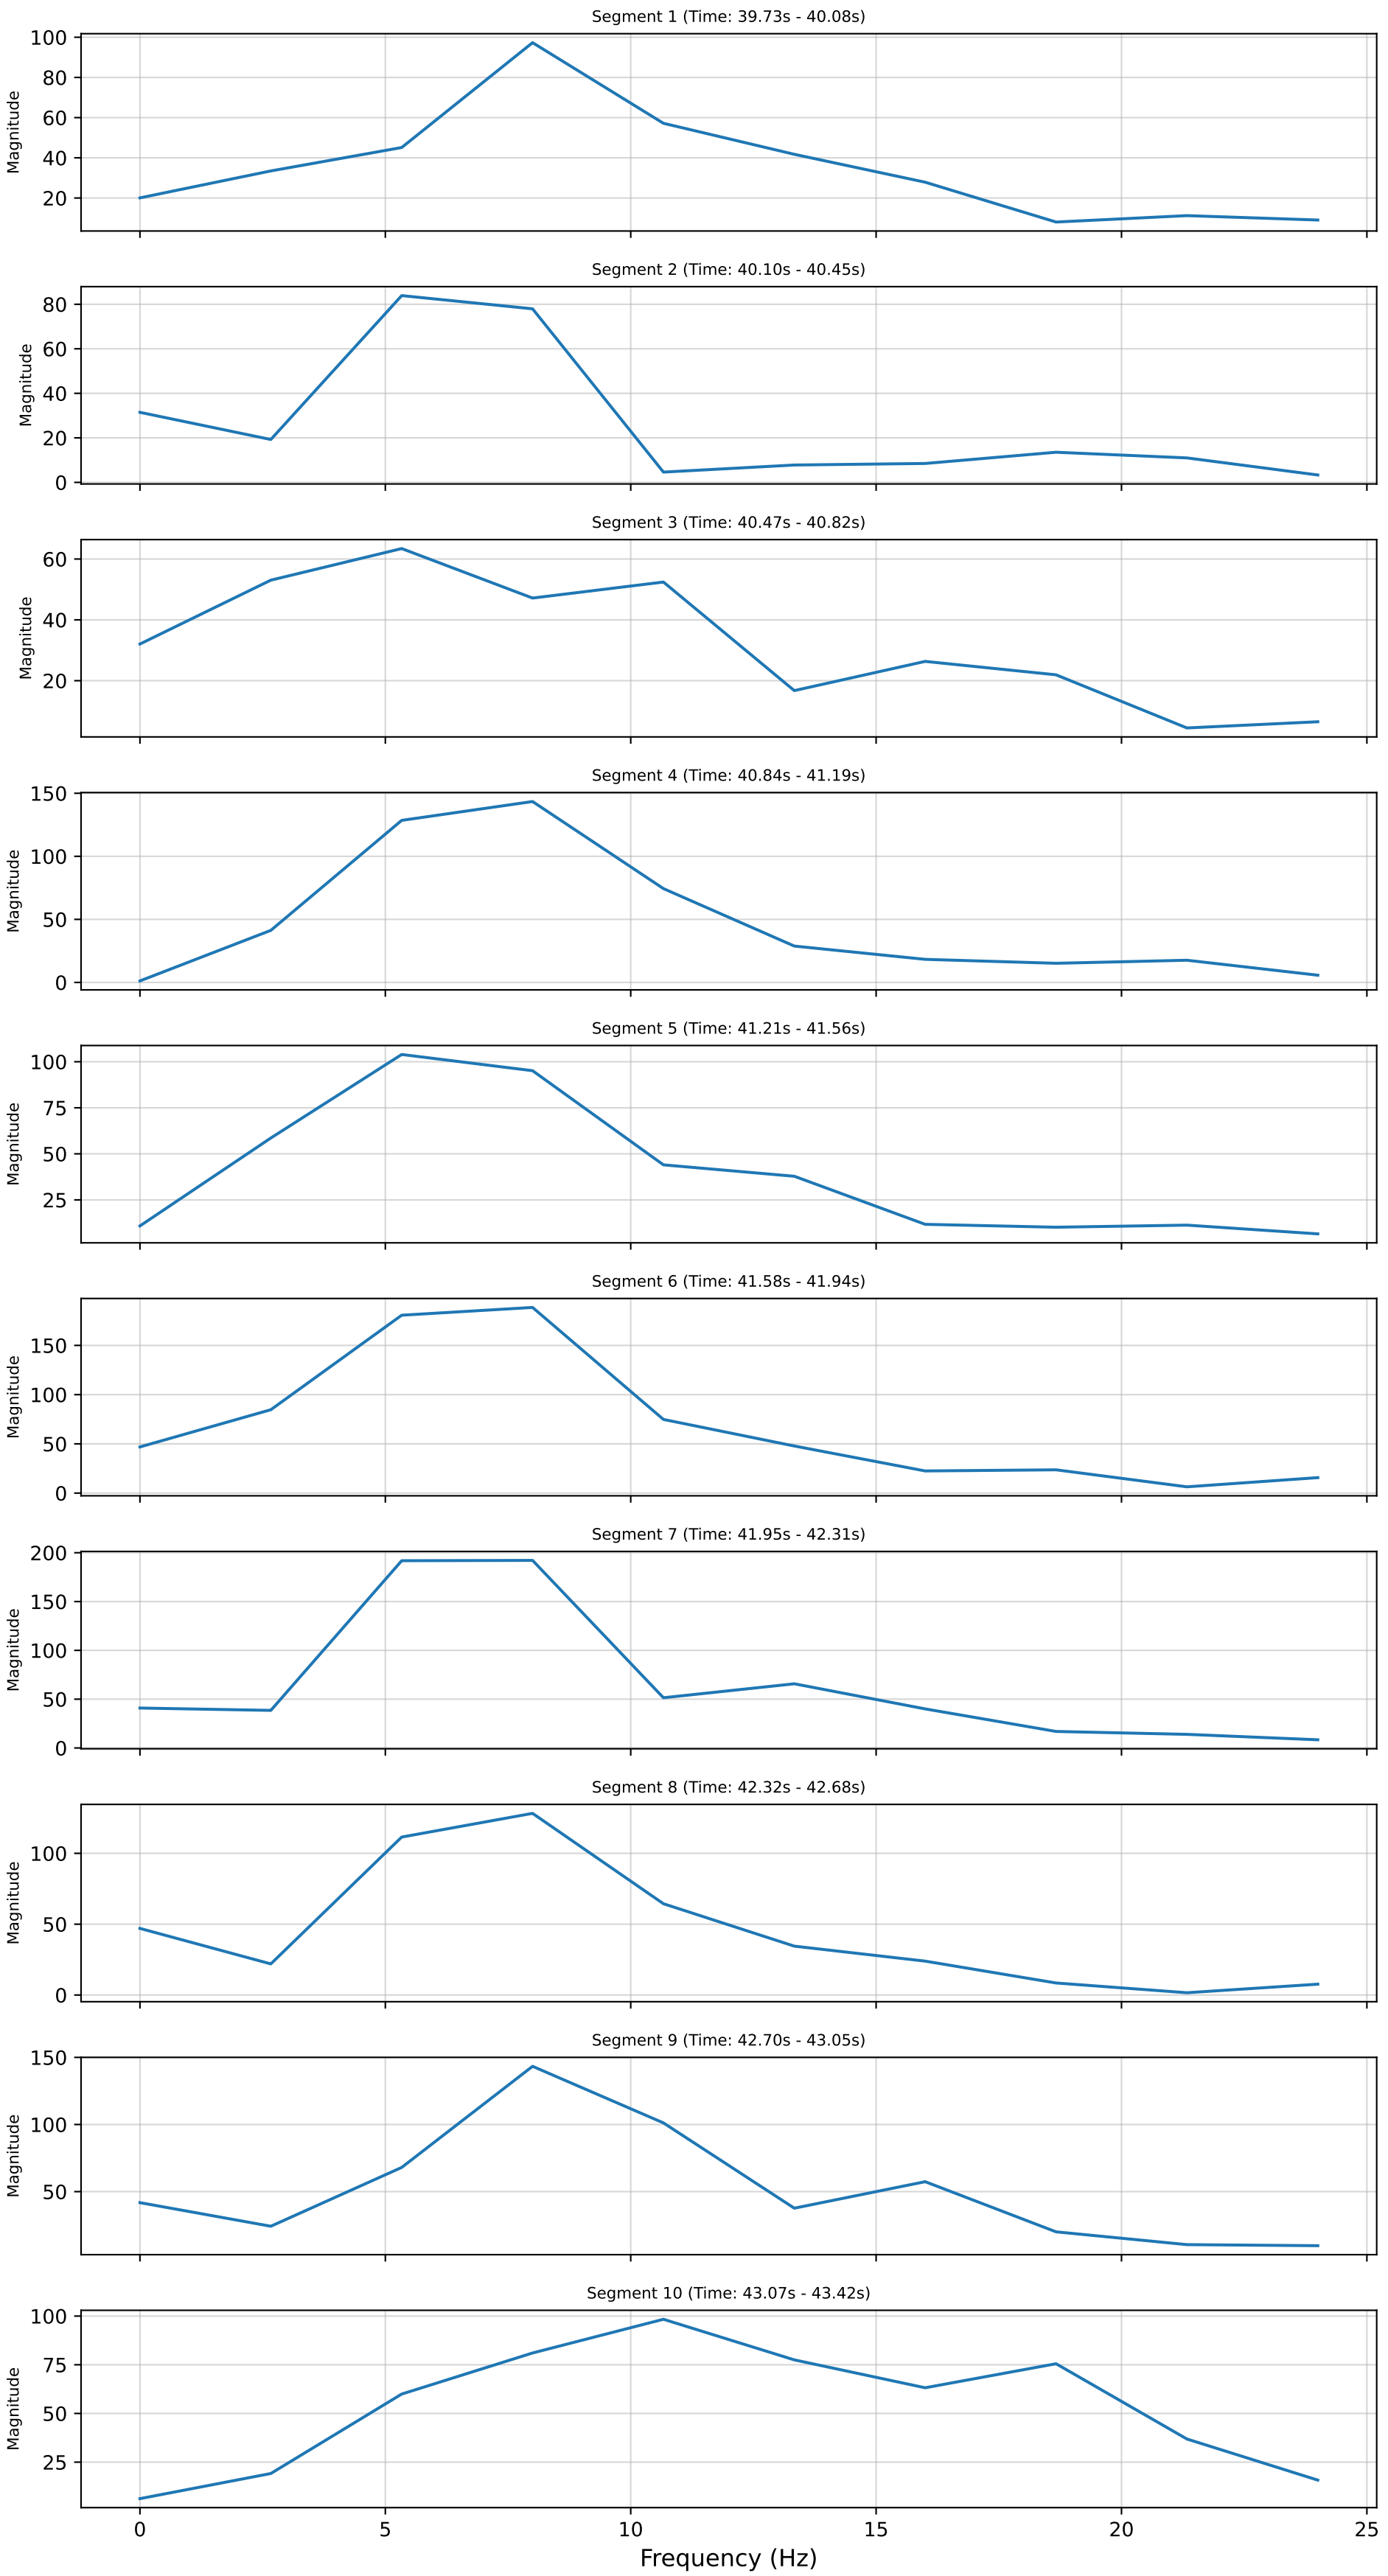 Segment 1 (Time: 39.73s - 40.08s)
100
80
60
40
20
Magnitude
Segment 2 (Time: 40.10s - 40.45s)
80
60
40
20
0
Magnitude
Segment 3 (Time: 40.47s - 40.82s)
60
40
20
Magnitude
Segment 4 (Time: 40.84s - 41.19s)
150
100
50
0
Magnitude
Segment 5 (Time: 41.21s - 41.56s)
100
75
50
25
Magnitude
Segment 6 (Time: 41.58s - 41.94s)
150
100
50
0
Magnitude
Segment 7 (Time: 41.95s - 42.31s)
200
150
100
50
0
Magnitude
Segment 8 (Time: 42.32s - 42.68s)
100
50
0
Magnitude
Segment 9 (Time: 42.70s - 43.05s)
150
100
50
Magnitude
Segment 10 (Time: 43.07s - 43.42s)
100
75
50
25
Magnitude
0 5 10 15 20 25
Frequency (Hz)